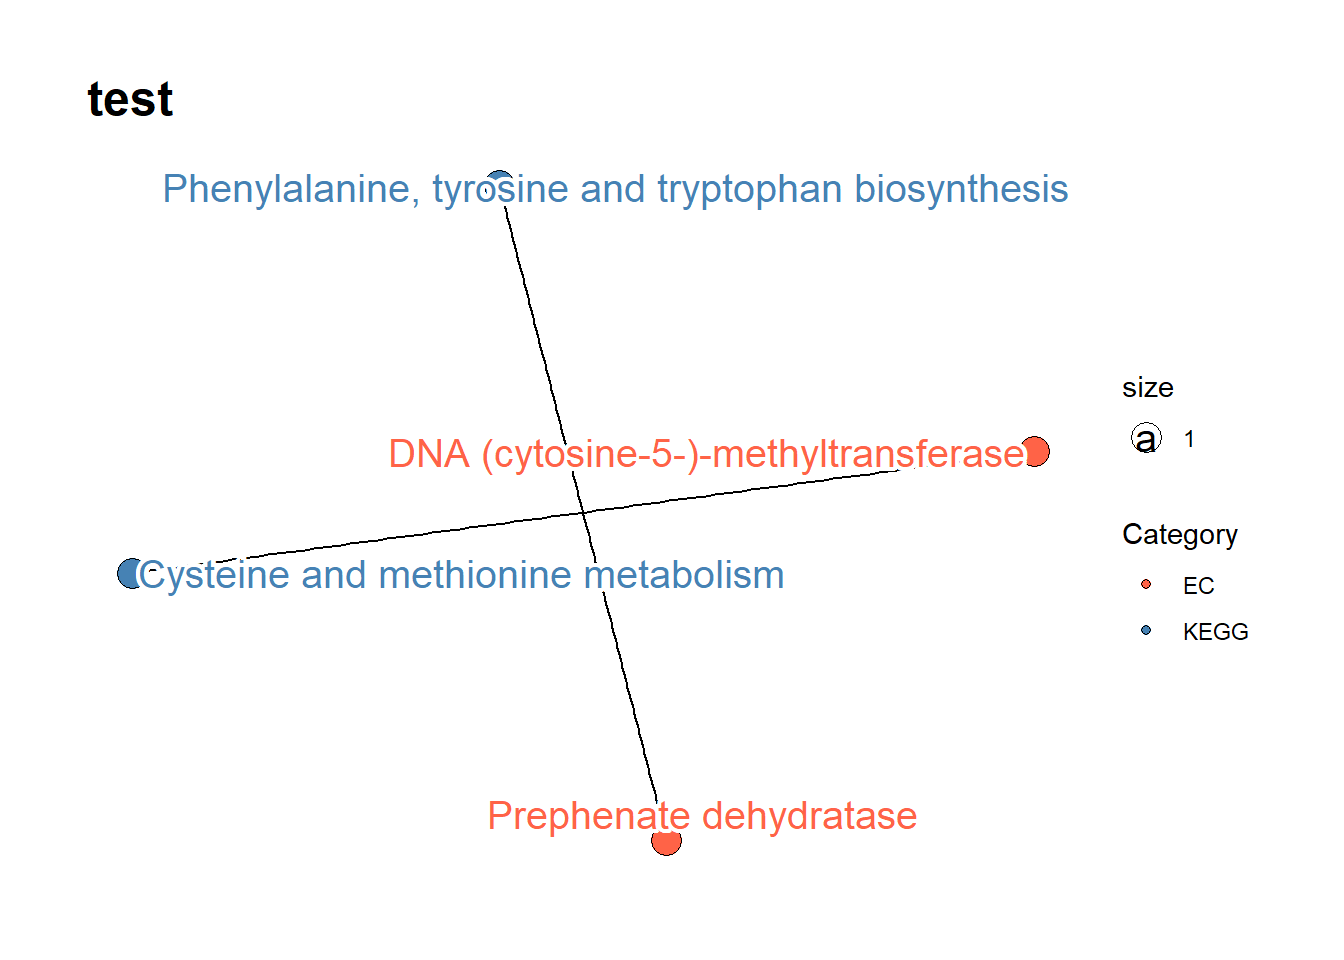 test
Phenylalanine, tyrosine and tryptophan biosynthesis
size
a 1
DNA (cytosine-5-)-methyltransferase
Category
Cysteine and methionine metabolism
EC
KEGG
Prephenate dehydratase